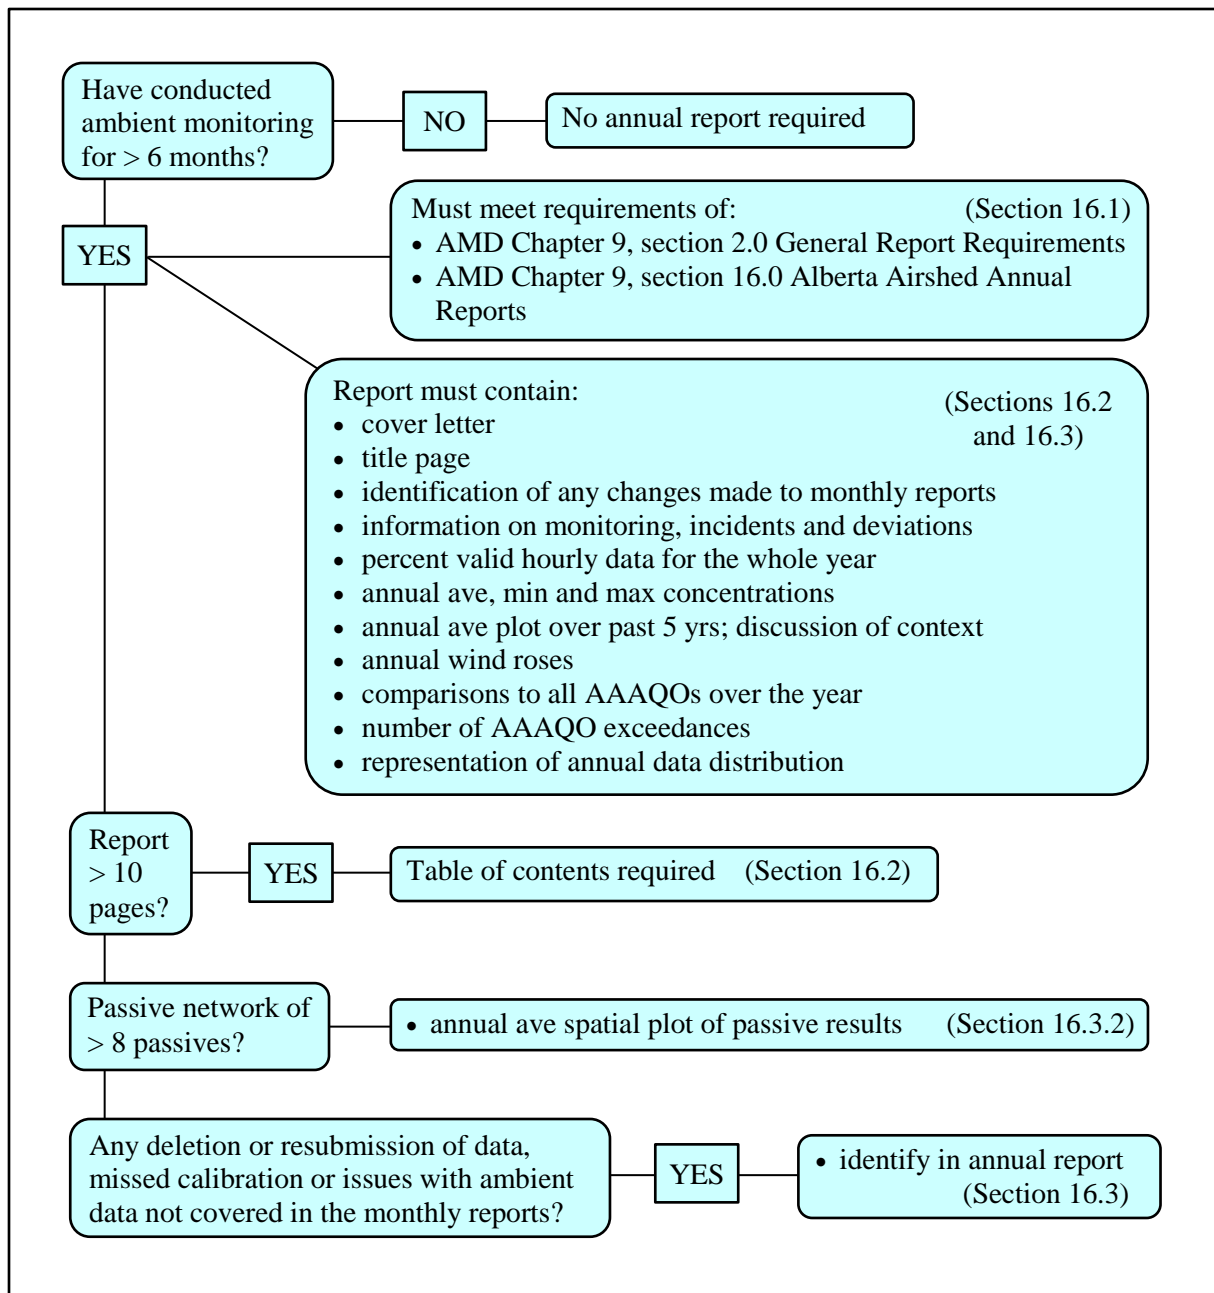 Have conducted
ambient monitoring
for > 6 months?
NO
No annual report required
YES
Must meet requirements of: (Section 16.1)
• AMD Chapter 9, section 2.0 General Report Requirements
• AMD Chapter 9, section 16.0 Alberta Airshed Annual
Reports
Report must contain:
(Sections 16.2
and 16.3)
• cover letter
• title page
• identification of any changes made to monthly reports
• information on monitoring, incidents and deviations
• percent valid hourly data for the whole year
• annual ave, min and max concentrations
• annual ave plot over past 5 yrs; discussion of context
• annual wind roses
• comparisons to all AAAQOs over the year
• number of AAAQO exceedances
• representation of annual data distribution
Report
> 10
pages?
YES
Table of contents required (Section 16.2)
Passive network of
> 8 passives?
• annual ave spatial plot of passive results (Section 16.3.2)
Any deletion or resubmission of data,
missed calibration or issues with ambient
data not covered in the monthly reports?
YES
• identify in annual report
(Section 16.3)